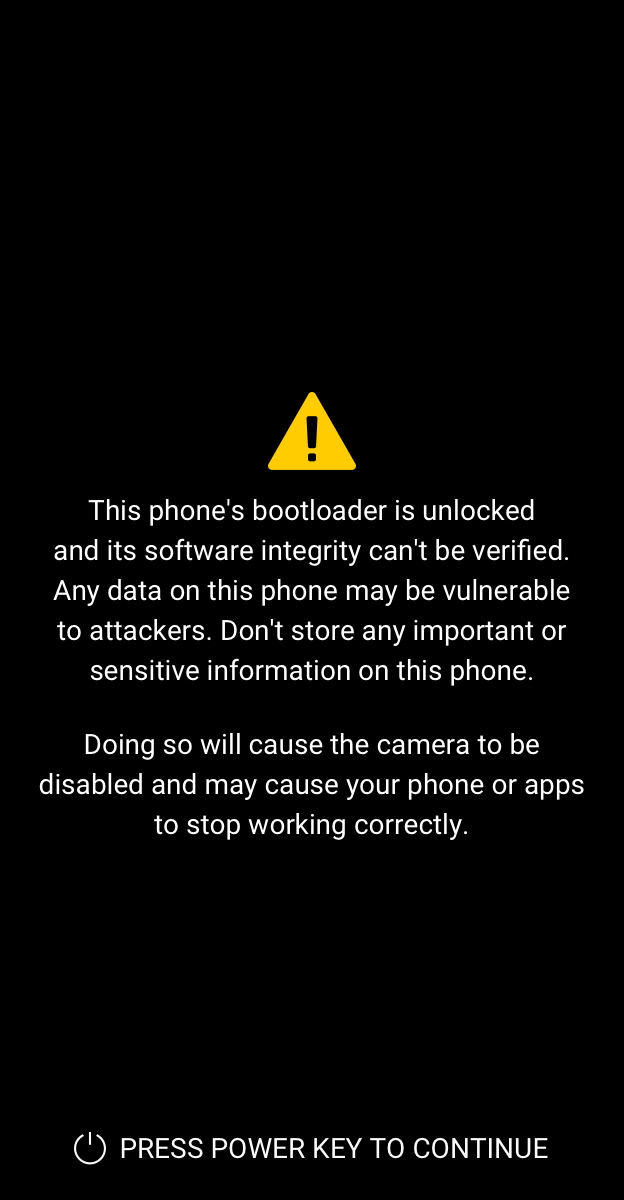 This phone's bootloader is unlocked
and its software integrity can't be verified.
Any data on this phone may be vulnerable
to attackers. Don't store any important or
sensitive information on this phone.
Doing so will cause the camera to be
disabled and may cause your phone or apps
to stop working correctly.
PRESS POWER KEY TO CONTINUE